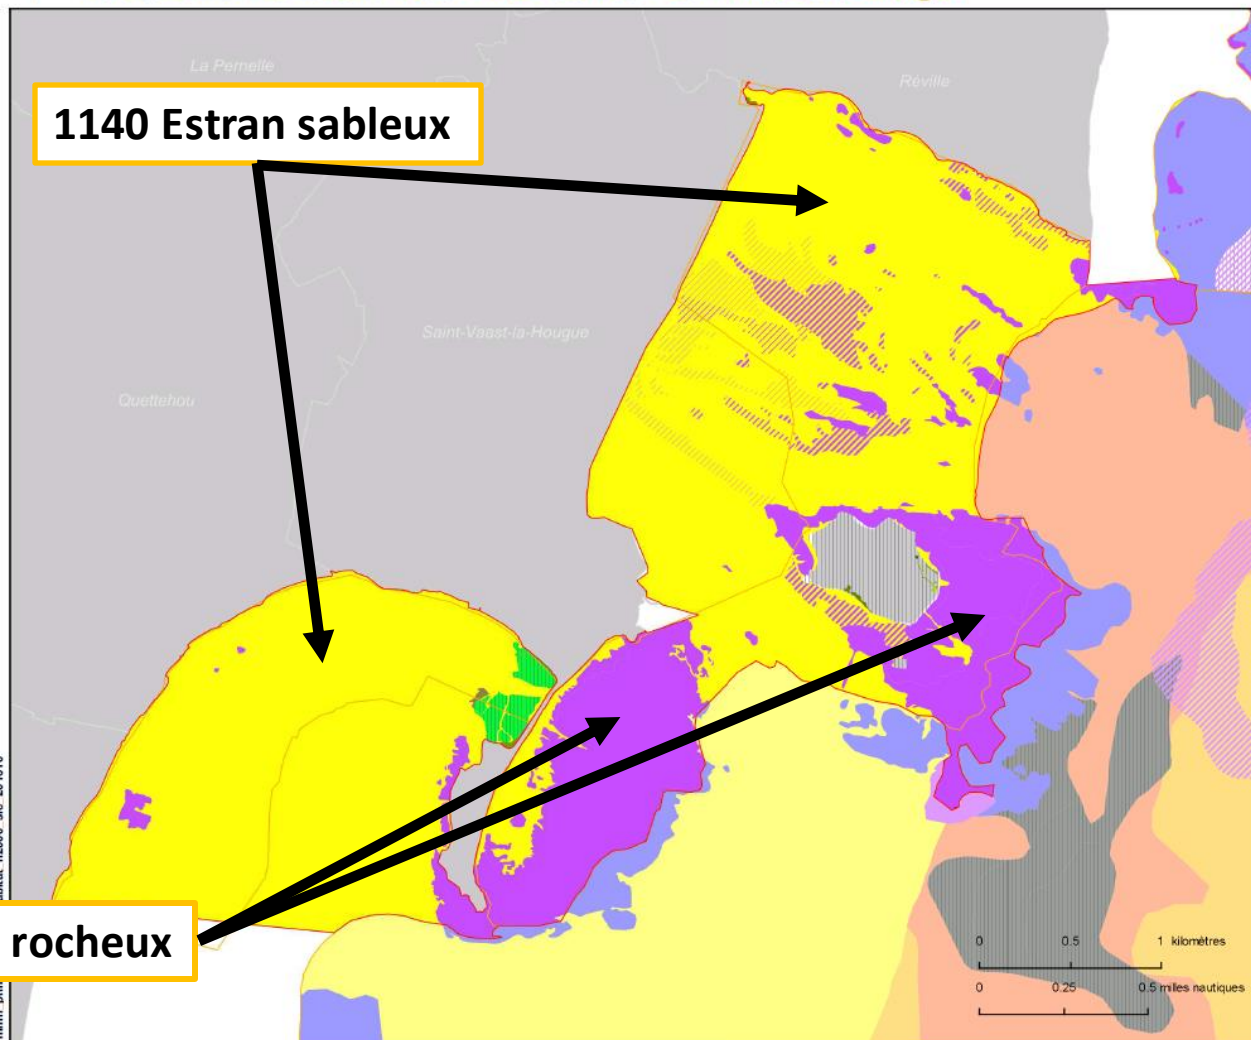 La Pernelle
Réville
1140 Estran sableux
Saint-Vaast-la-Hougue
Quettehou
rocheux
0 0.5 1 kilomètres
0 0.25 0.5 milles nautiques